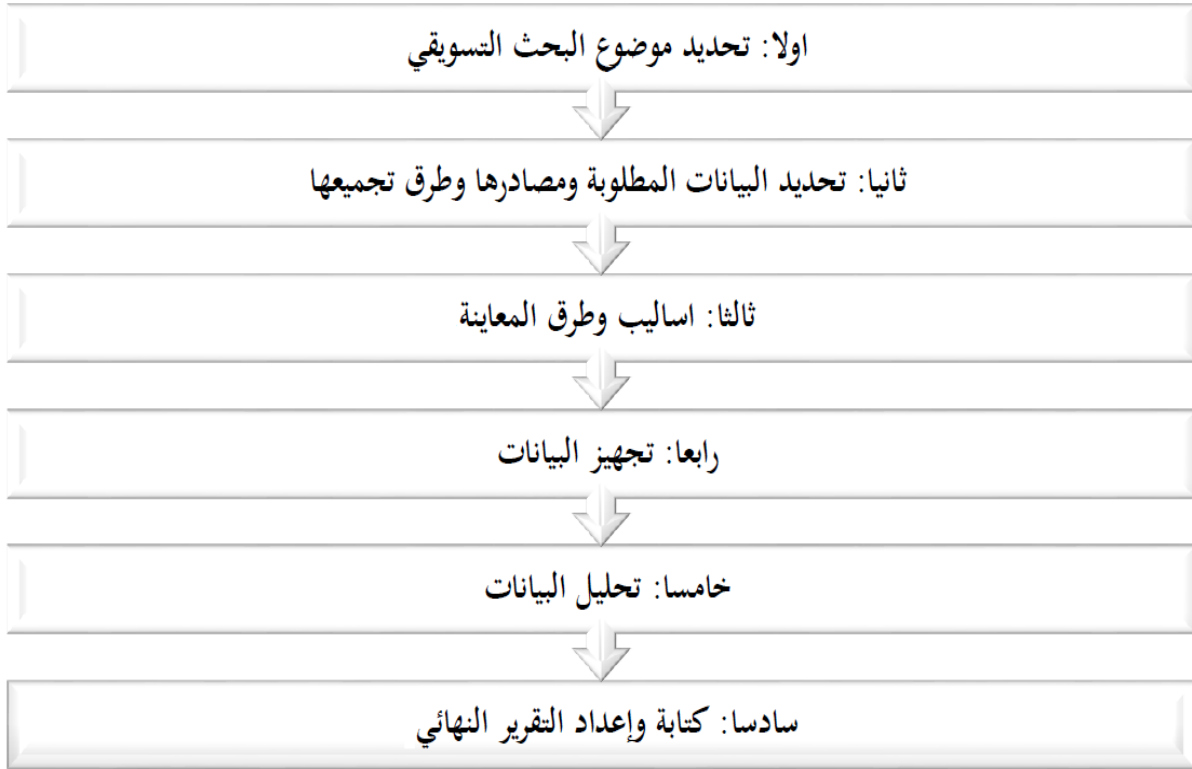 اولا: تحديد موضوع البحث التسويقي
ثانيا: تحديد البيانات المطلوبة ومصادرها وطرق تجميعها
ثالثا: اساليب وطرق المعاينة
رابعا: تجهيز البيانات
خامسا: تحليل البيانات
سادسا: كتابة وإعداد التقرير النهائي